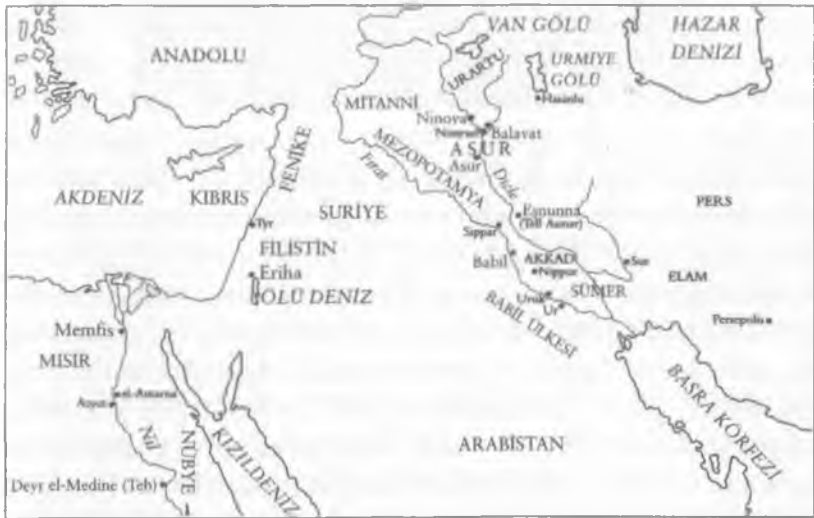 VAN GÖLÜ
HAZAR
DENİZİ
ANADOLU
URARTU
URMİYE
GÖLÜ
Hasanlu
MİTANNİ
Ninova
Nimrud
Balavat
ASUR
Asur
MEZOPOTAMYA
Fırat
Dicle
FENİKE
AKDENİZ
KIBRIS
SURİYE
PERS
Eşnunna
(Tell Asmar)
Tyr
Sippar
FİLİSTİN
Babil
AKKAD
Nippur
Sus
ELAM
Eriha
ÖLÜ DENİZ
SÜMER
Uruk
Ur
BABİL ÜLKESİ
Persepolis
Memfis
MISIR
BASRA KÖRFEZİ
el-Amarna
Asyut
Nil
NÜBYE
KIZILDENİZ
ARABİSTAN
Deyr el-Medine (Teb)